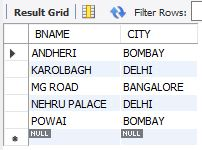 Result Grid Filter Rows:
BNAME CITY
ANDHERI BOMBAY
KAROLBAGH DELHI
MG ROAD BANGALORE
NEHRU PALACE DELHI
POWAI BOMBAY
NULL NULL